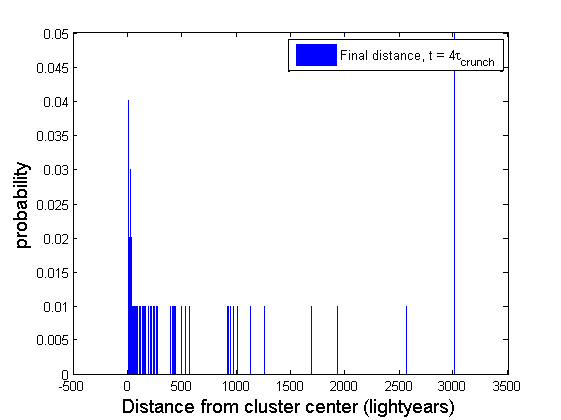 0.05
0.045
0.04
0.035
0.03
0.025
0.02
0.015
0.01
0.005
0
probability
Final distance, t = 4τcrunch
-500 0 500 1000 1500 2000 2500 3000 3500
Distance from cluster center (lightyears)